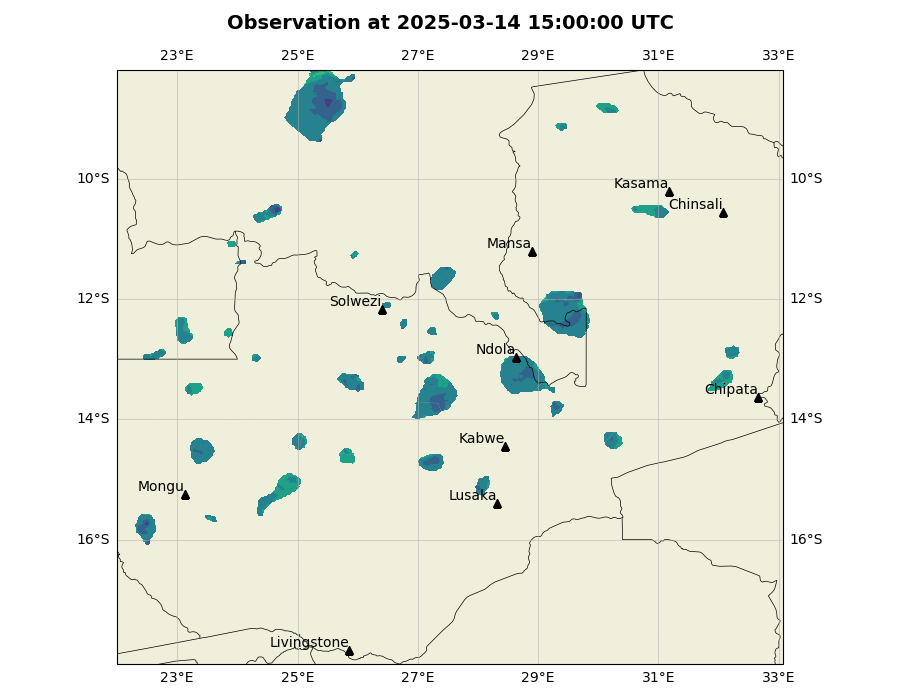 Observation at 2025-03-14 15:00:00 UTC
23°E 25°E 27°E 29°E 31°E 33°E
10°S 10°S
Kasama
Chinsali
Mansa
12°S 12°S
Solwezi
Ndola
Chipata
14°S 14°S
Kabwe
Mongu
Lusaka
16°S 16°S
Livingstone
23°E 25°E 27°E 29°E 31°E 33°E